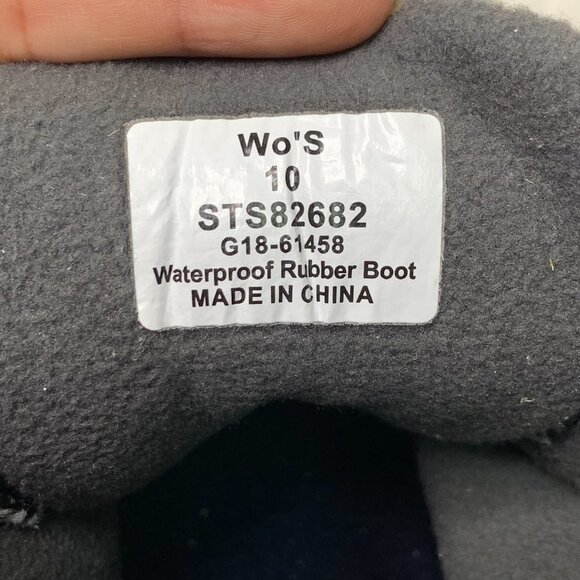 Wo'S
10
STS82682
G18-61458
Waterproof Rubber Boot
MADE IN CHINA